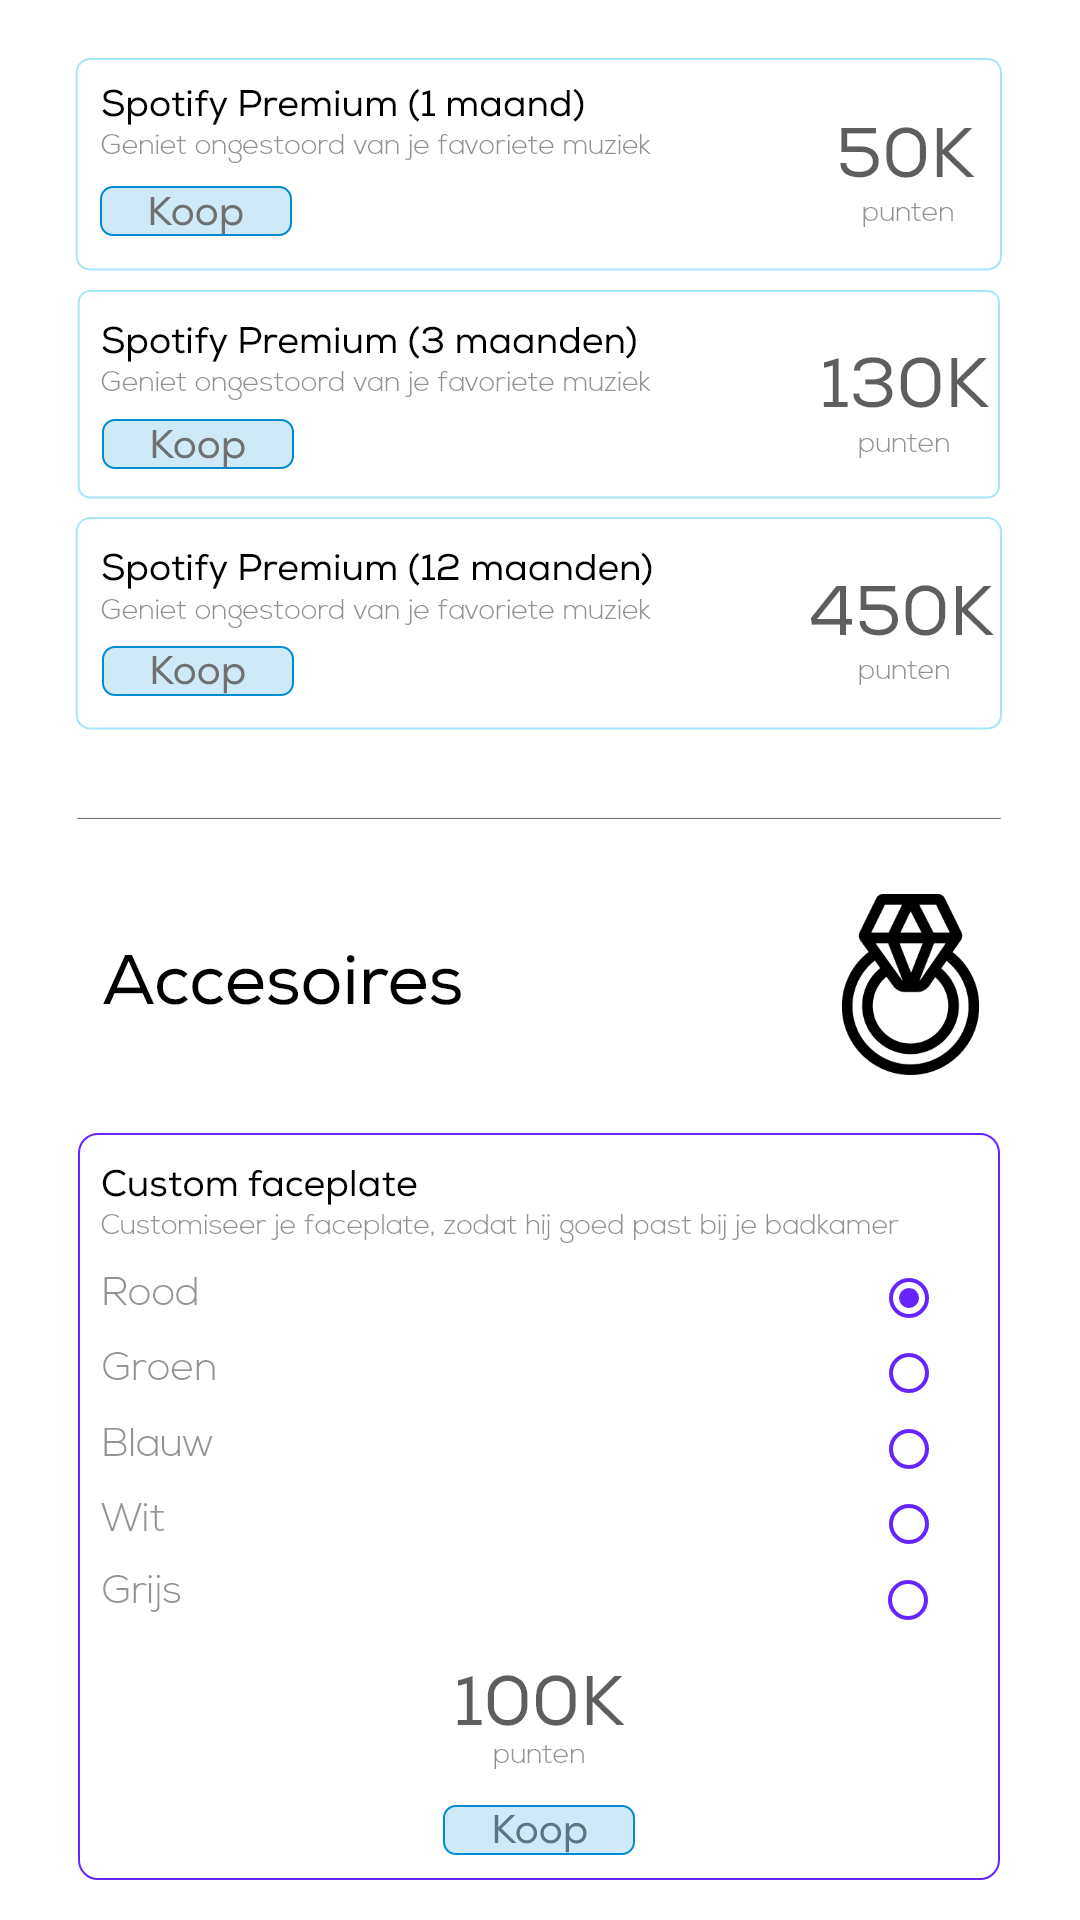 Spotify Premium (1 maand)
Geniet ongestoord van je favoriete muziek
50K
punten
Koop
Spotify Premium (3 maanden)
Geniet ongestoord van je favoriete muziek
130K
punten
Koop
Spotify Premium (12 maanden)
Geniet ongestoord van je favoriete muziek
450K
punten
Koop
Accesoires
Custom faceplate
Customiseer je faceplate, zodat hij goed past bij je badkamer
Rood
Groen
Blauw
Wit
Grijs
100K
punten
Koop